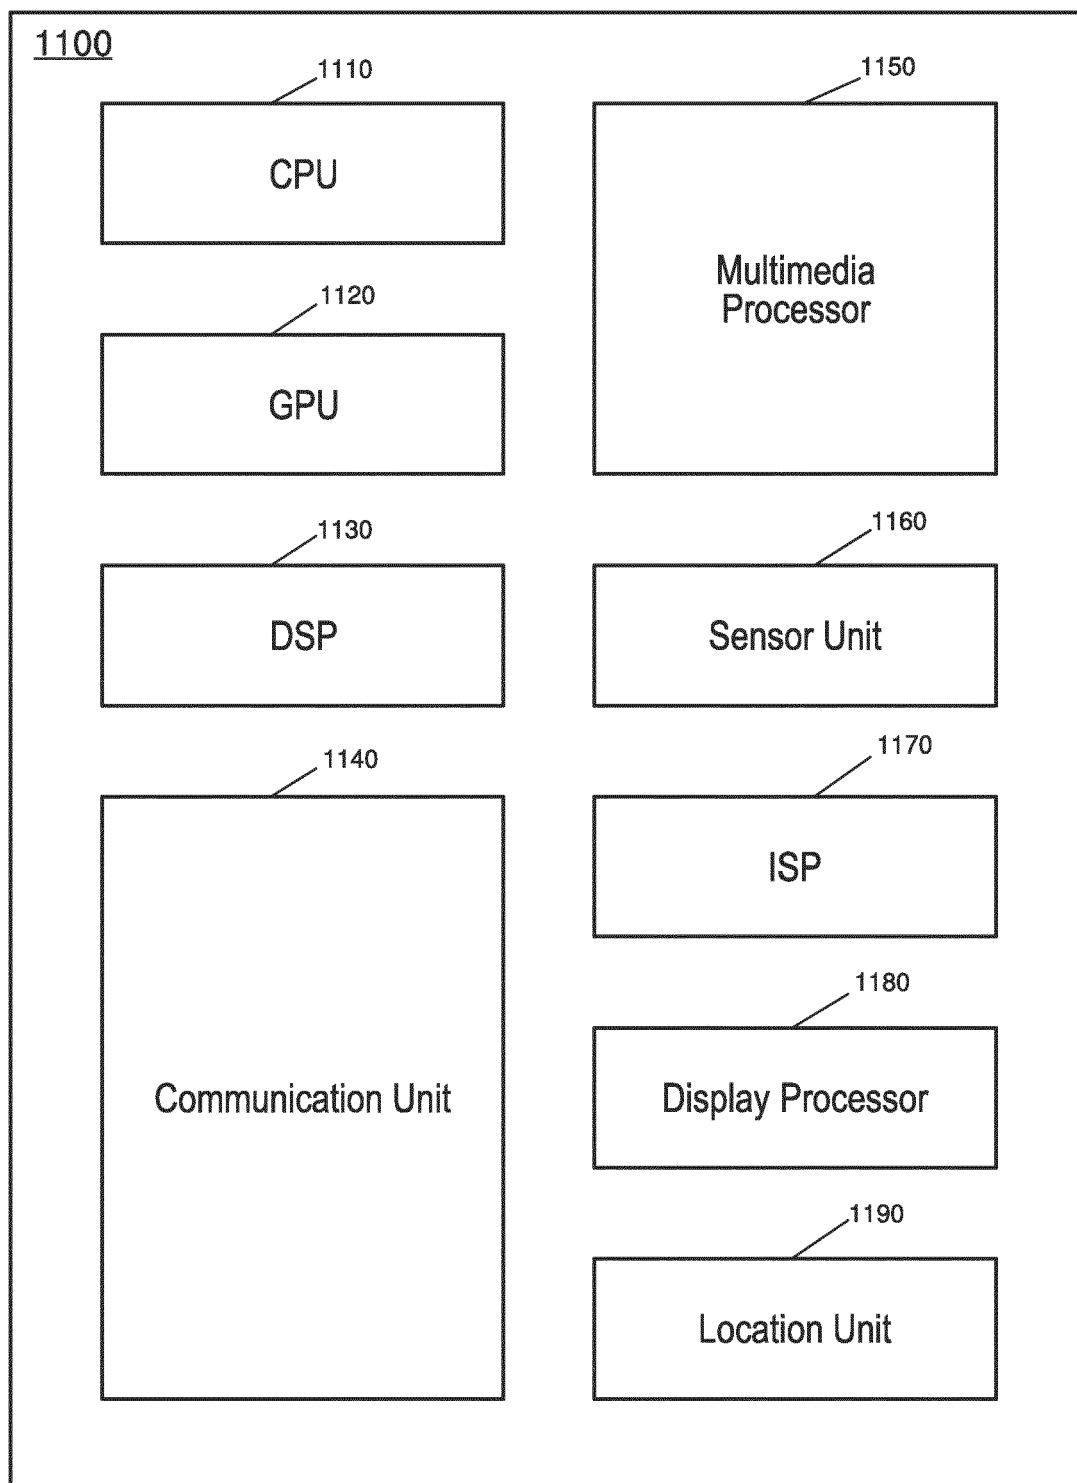 1100
1110
CPU
1120
GPU
1130
DSP
1140
Communication Unit
1150
Multimedia
Processor
1160
Sensor Unit
1170
ISP
1180
Display Processor
1190
Location Unit